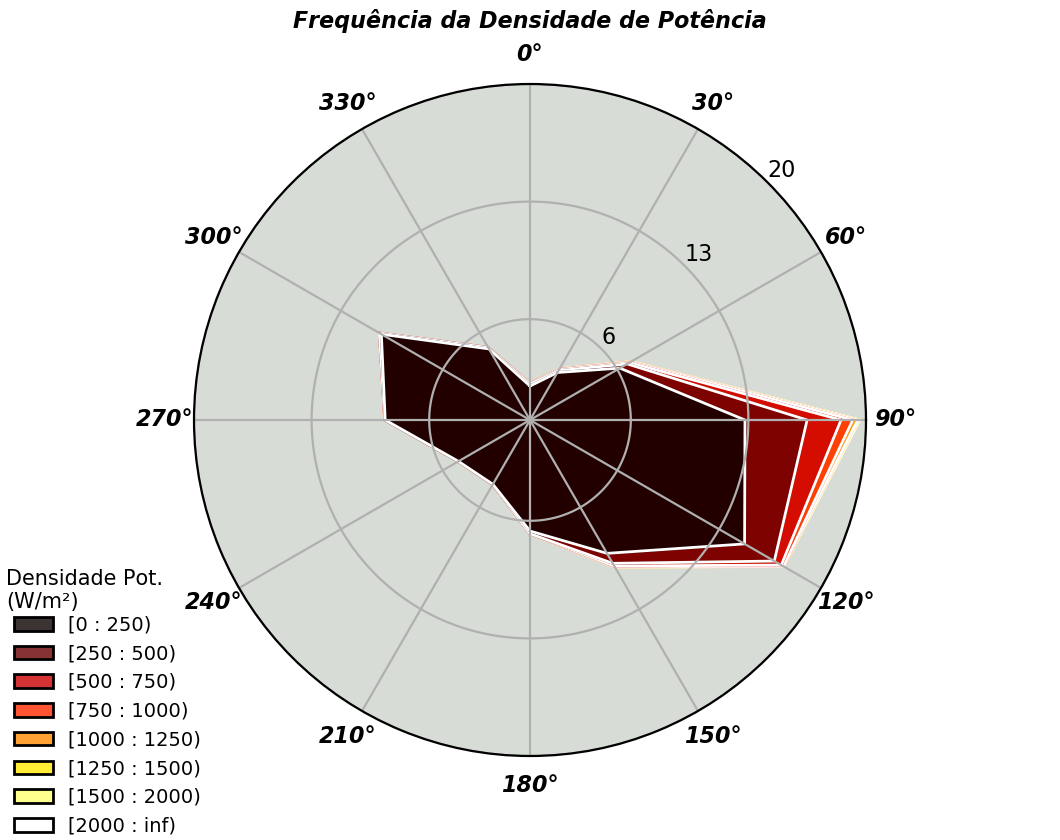 Frequência da Densidade de Potência
0°
330°
30°
20
300°
60°
13
6
270°
90°
240°
120°
210°
150°
180°
Densidade Pot.
(W/m²)
[0 : 250)
[250 : 500)
[500 : 750)
[750 : 1000)
[1000 : 1250)
[1250 : 1500)
[1500 : 2000)
[2000 : inf)